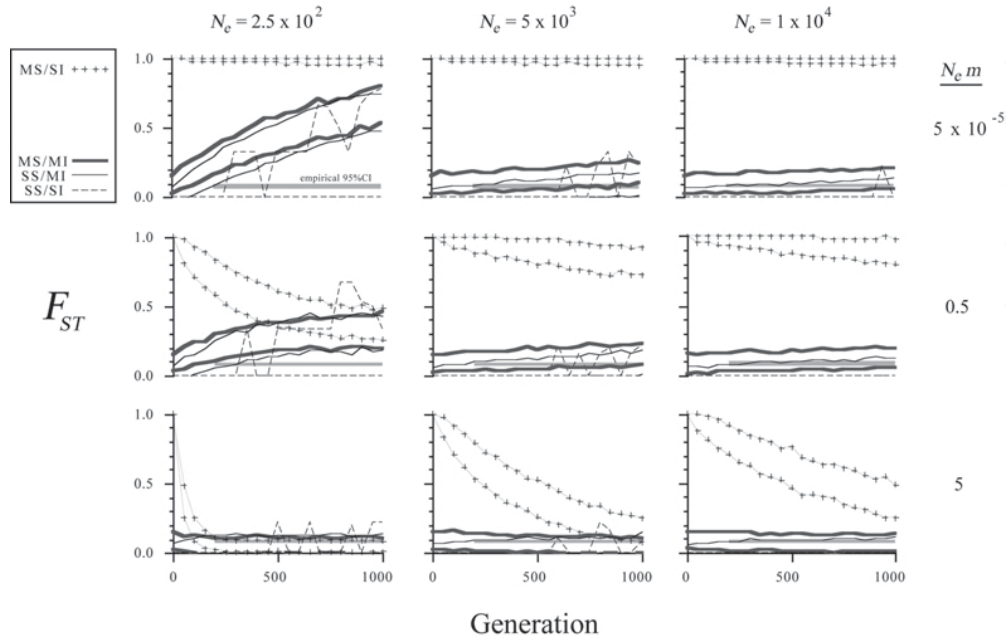 N_e = 2.5 x 10^2 N_e = 5 x 10^3 N_e = 1 x 10^4
MS/SI
MS/MI
SS/MI
SS/SI
1.0
0.5
0.0
empirical 95%CI
N_e m
5 x 10^-5
F_ST
1.0
0.5
0.0
0.5
1.0
0.5
0.0
5
0 500 1000 0 500 1000 0 500 1000
Generation